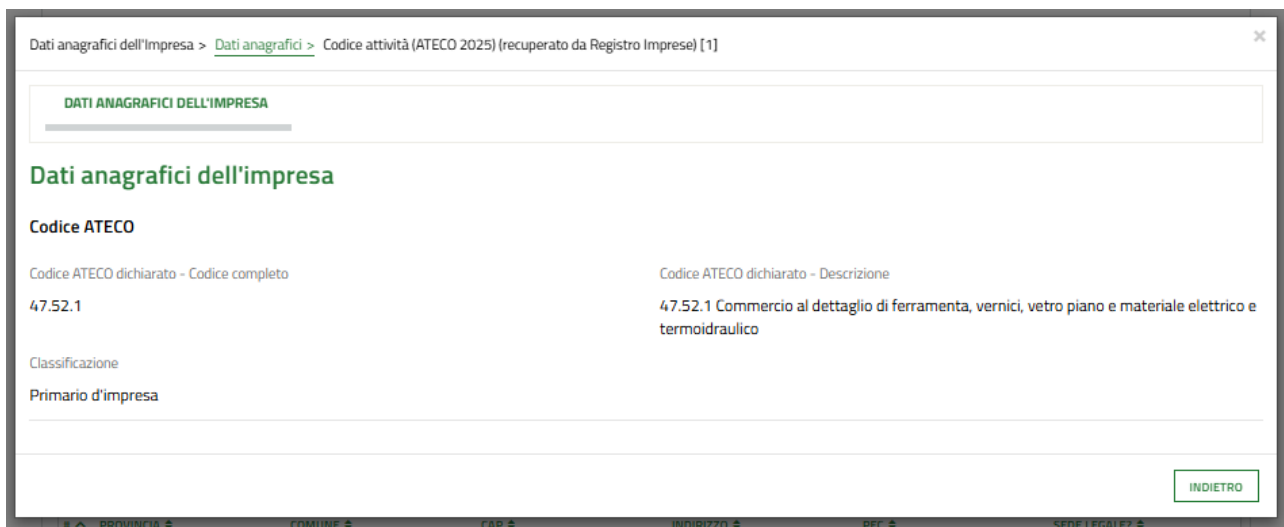 Dati anagrafici dell'Impresa > Dati anagrafici > Codice attività (ATECO 2025) (recuperato da Registro Imprese) [1]
×
DATI ANAGRAFICI DELL'IMPRESA
Dati anagrafici dell'impresa
Codice ATECO
Codice ATECO dichiarato - Codice completo
47.52.1
Codice ATECO dichiarato - Descrizione
47.52.1 Commercio al dettaglio di ferramenta, vernici, vetro piano e materiale elettrico e
termoidraulico
Classificazione
Primario d'impresa
INDIETRO
# PROVINCIA COMUNE CAP INDIRIZZO PEC SEDE LEGALE?